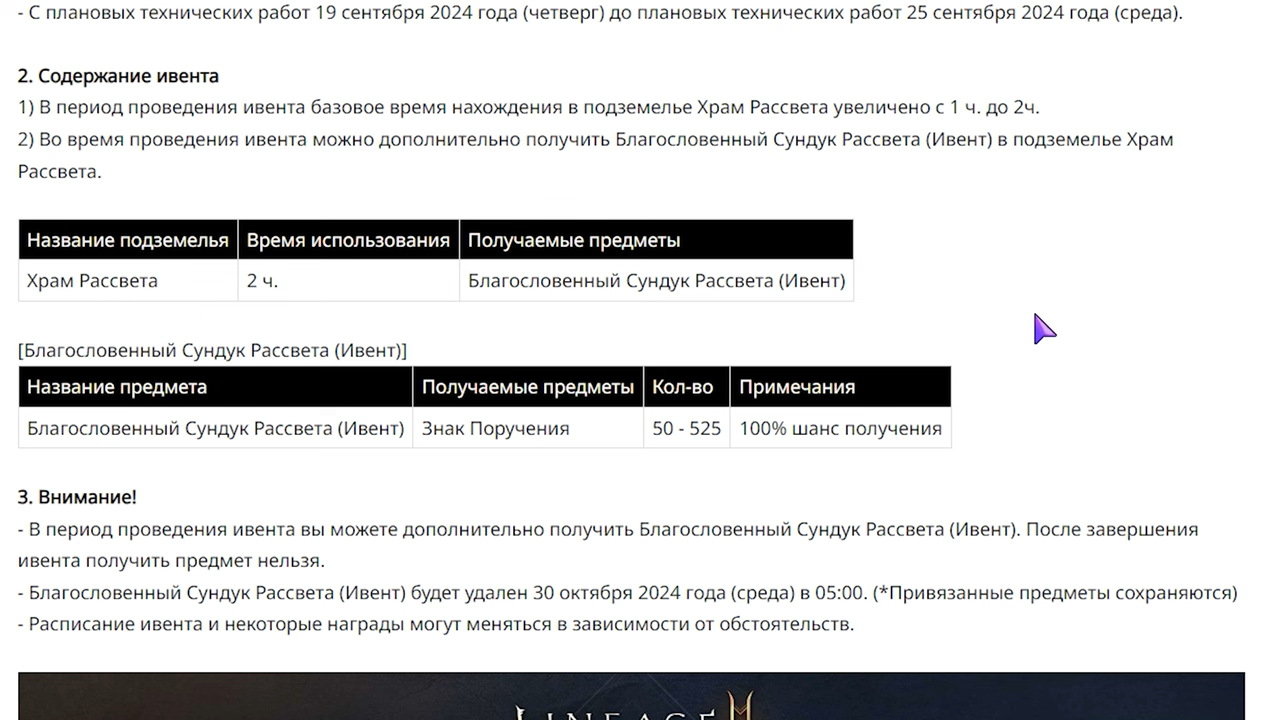 - С плановых технических работ 19 сентября 2024 года (четверг) до плановых технических работ 25 сентября 2024 года (среда).
2. Содержание ивента
1) В период проведения ивента базовое время нахождения в подземелье Храм Рассвета увеличено с 1 ч. до 2ч.
2) Во время проведения ивента можно дополнительно получить Благословенный Сундук Рассвета (Ивент) в подземелье Храм
Рассвета.
Название подземелья Время использования Получаемые предметы
Храм Рассвета 2 ч. Благословенный Сундук Рассвета (Ивент)
[Благословенный Сундук Рассвета (Ивент)]
Название предмета Получаемые предметы Кол-во Примечания
Благословенный Сундук Рассвета (Ивент) Знак Поручения 50 - 525 100% шанс получения
3. Внимание!
- В период проведения ивента вы можете дополнительно получить Благословенный Сундук Рассвета (Ивент). После завершения
ивента получить предмет нельзя.
- Благословенный Сундук Рассвета (Ивент) будет удален 30 октября 2024 года (среда) в 05:00. (*Привязанные предметы сохраняются)
- Расписание ивента и некоторые награды могут меняться в зависимости от обстоятельств.
LINEAGE M